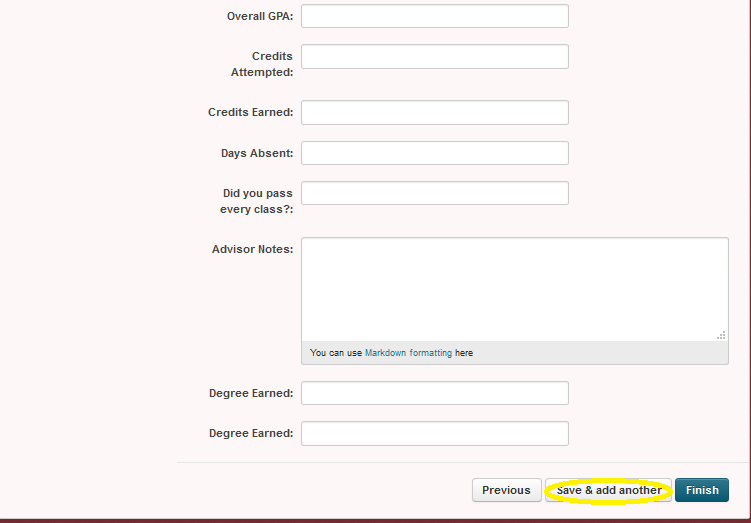 Overall GPA:
Credits
Attempted:
Credits Earned:
Days Absent:
Did you pass
every class?:
Advisor Notes:
You can use Markdown formatting here
Degree Earned:
Degree Earned:
Previous Save & add another Finish